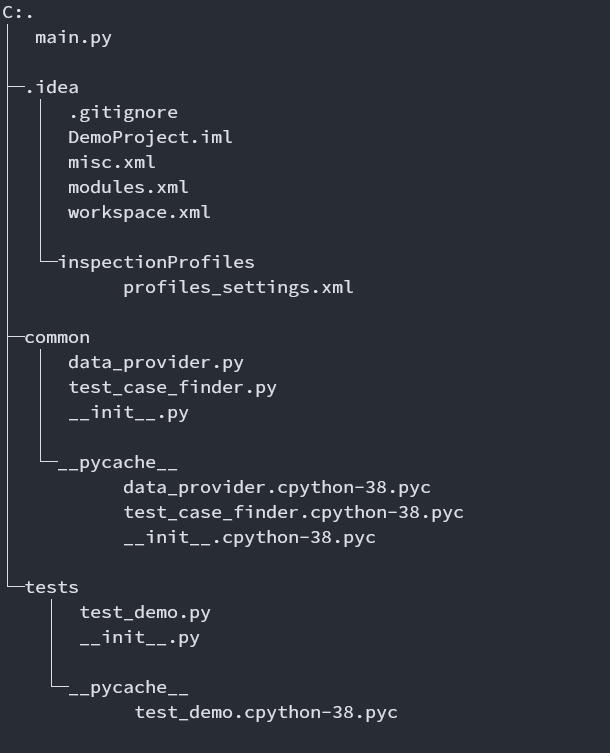 C:.
main.py
.idea
.gitignore
DemoProject.iml
misc.xml
modules.xml
workspace.xml
inspectionProfiles
profiles_settings.xml
common
data_provider.py
test_case_finder.py
__init__.py
__pycache__
data_provider.cpython-38.pyc
test_case_finder.cpython-38.pyc
__init__.cpython-38.pyc
tests
test_demo.py
__init__.py
__pycache__
test_demo.cpython-38.pyc